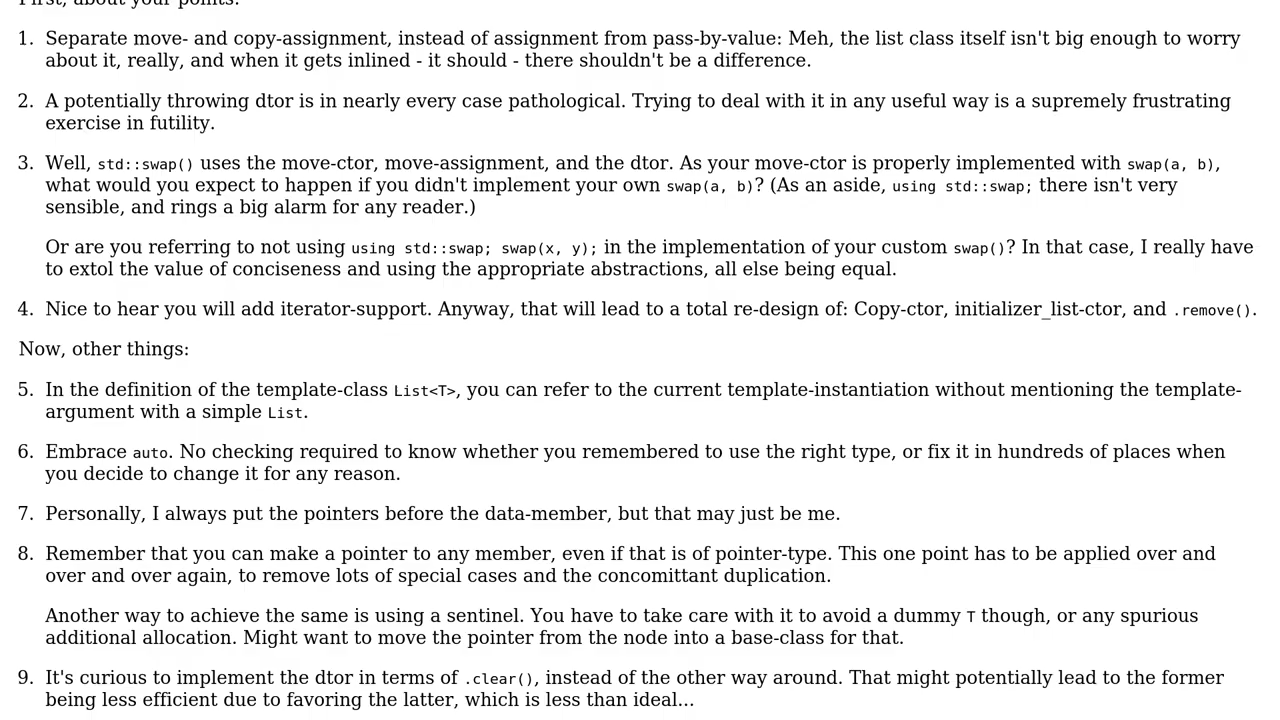 First, about your points:
1. Separate move- and copy-assignment, instead of assignment from pass-by-value: Meh, the list class itself isn't big enough to worry
about it, really, and when it gets inlined - it should - there shouldn't be a difference.
2. A potentially throwing dtor is in nearly every case pathological. Trying to deal with it in any useful way is a supremely frustrating
exercise in futility.
3. Well, std::swap() uses the move-ctor, move-assignment, and the dtor. As your move-ctor is properly implemented with swap(a, b),
what would you expect to happen if you didn't implement your own swap(a, b)? (As an aside, using std::swap; there isn't very
sensible, and rings a big alarm for any reader.)
Or are you referring to not using using std::swap; swap(x, y); in the implementation of your custom swap()? In that case, I really have
to extol the value of conciseness and using the appropriate abstractions, all else being equal.
4. Nice to hear you will add iterator-support. Anyway, that will lead to a total re-design of: Copy-ctor, initializer_list-ctor, and .remove().
Now, other things:
5. In the definition of the template-class List<T>, you can refer to the current template-instantiation without mentioning the template-
argument with a simple List.
6. Embrace auto. No checking required to know whether you remembered to use the right type, or fix it in hundreds of places when
you decide to change it for any reason.
7. Personally, I always put the pointers before the data-member, but that may just be me.
8. Remember that you can make a pointer to any member, even if that is of pointer-type. This one point has to be applied over and
over and over again, to remove lots of special cases and the concomittant duplication.
Another way to achieve the same is using a sentinel. You have to take care with it to avoid a dummy T though, or any spurious
additional allocation. Might want to move the pointer from the node into a base-class for that.
9. It's curious to implement the dtor in terms of .clear(), instead of the other way around. That might potentially lead to the former
being less efficient due to favoring the latter, which is less than ideal...